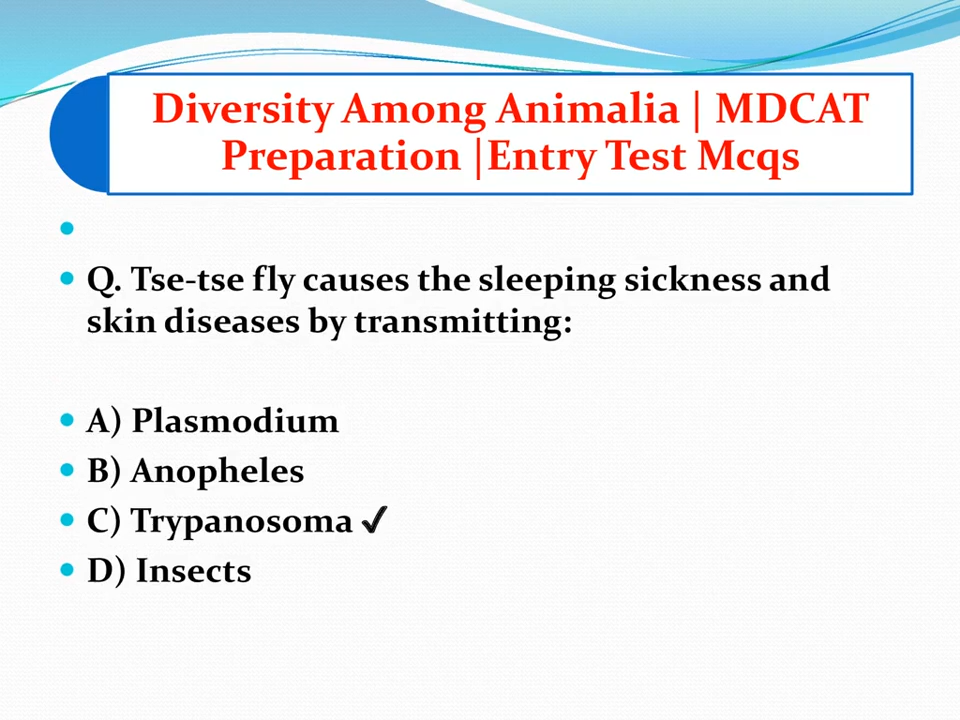 Diversity Among Animalia | MDCAT
Preparation |Entry Test Mcqs
Q. Tse-tse fly causes the sleeping sickness and
skin diseases by transmitting:
A) Plasmodium
B) Anopheles
C) Trypanosoma ✓
D) Insects